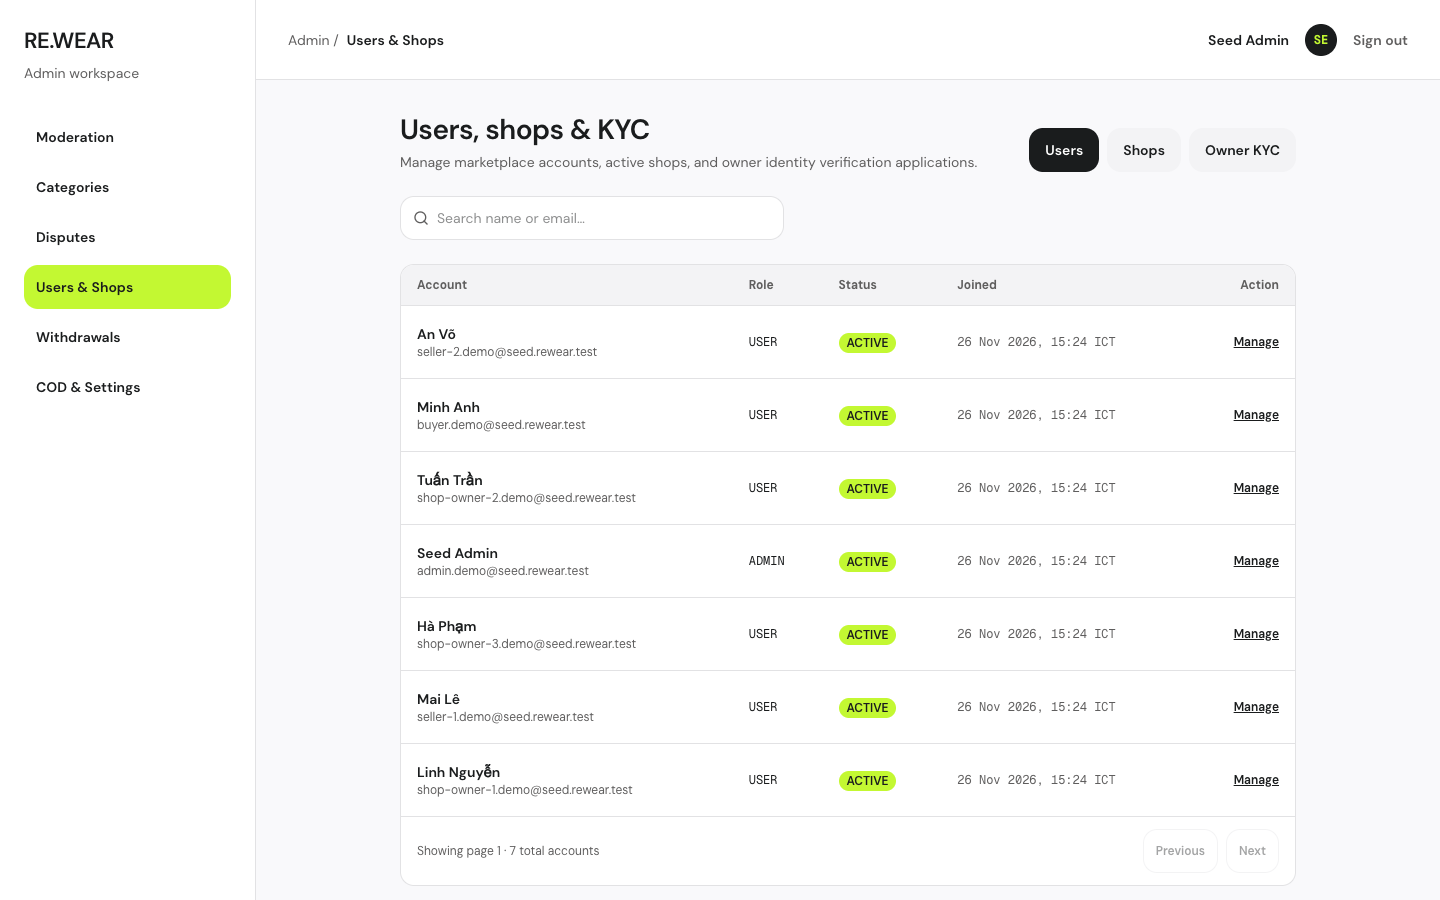 RE.WEAR
Admin workspace
Moderation
Categories
Disputes
Users & Shops
Withdrawals
COD & Settings
Admin / Users & Shops
Seed Admin SE Sign out
Users, shops & KYC
Manage marketplace accounts, active shops, and owner identity verification applications.
Users Shops Owner KYC
Search name or email...
Account Role Status Joined Action
An Võ
seller-2.demo@seed.rewear.test
USER ACTIVE 26 Nov 2026, 15:24 ICT Manage
Minh Anh
buyer.demo@seed.rewear.test
USER ACTIVE 26 Nov 2026, 15:24 ICT Manage
Tuấn Trần
shop-owner-2.demo@seed.rewear.test
USER ACTIVE 26 Nov 2026, 15:24 ICT Manage
Seed Admin
admin.demo@seed.rewear.test
ADMIN ACTIVE 26 Nov 2026, 15:24 ICT Manage
Hà Phạm
shop-owner-3.demo@seed.rewear.test
USER ACTIVE 26 Nov 2026, 15:24 ICT Manage
Mai Lê
seller-1.demo@seed.rewear.test
USER ACTIVE 26 Nov 2026, 15:24 ICT Manage
Linh Nguyễn
shop-owner-1.demo@seed.rewear.test
USER ACTIVE 26 Nov 2026, 15:24 ICT Manage
Showing page 1 · 7 total accounts
Previous Next